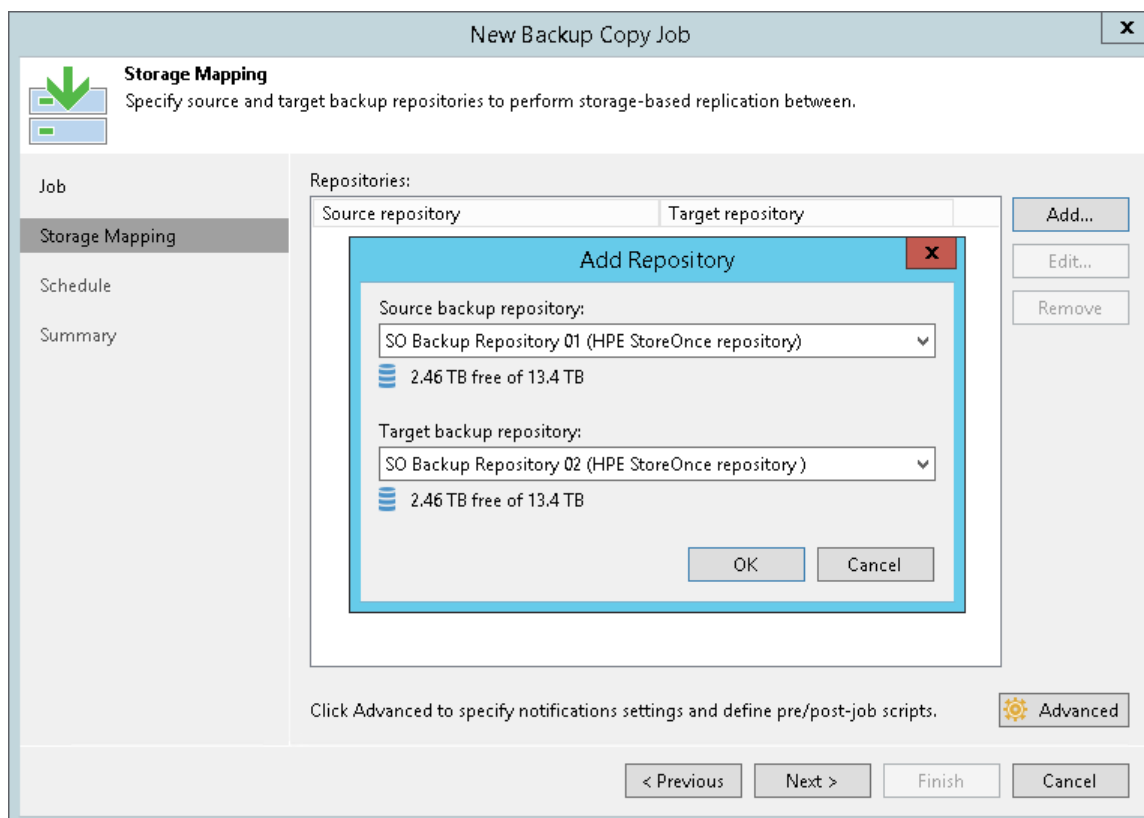 New Backup Copy Job
x
Storage Mapping
Specify source and target backup repositories to perform storage-based replication between.
Job
Storage Mapping
Schedule
Summary
Repositories:
Source repository Target repository
Add...
Edit...
Remove
Add Repository
x
Source backup repository:
SO Backup Repository 01 (HPE StoreOnce repository)
2.46 TB free of 13.4 TB
Target backup repository:
SO Backup Repository 02 (HPE StoreOnce repository )
2.46 TB free of 13.4 TB
OK Cancel
Click Advanced to specify notifications settings and define pre/post-job scripts.
Advanced
< Previous Next > Finish Cancel